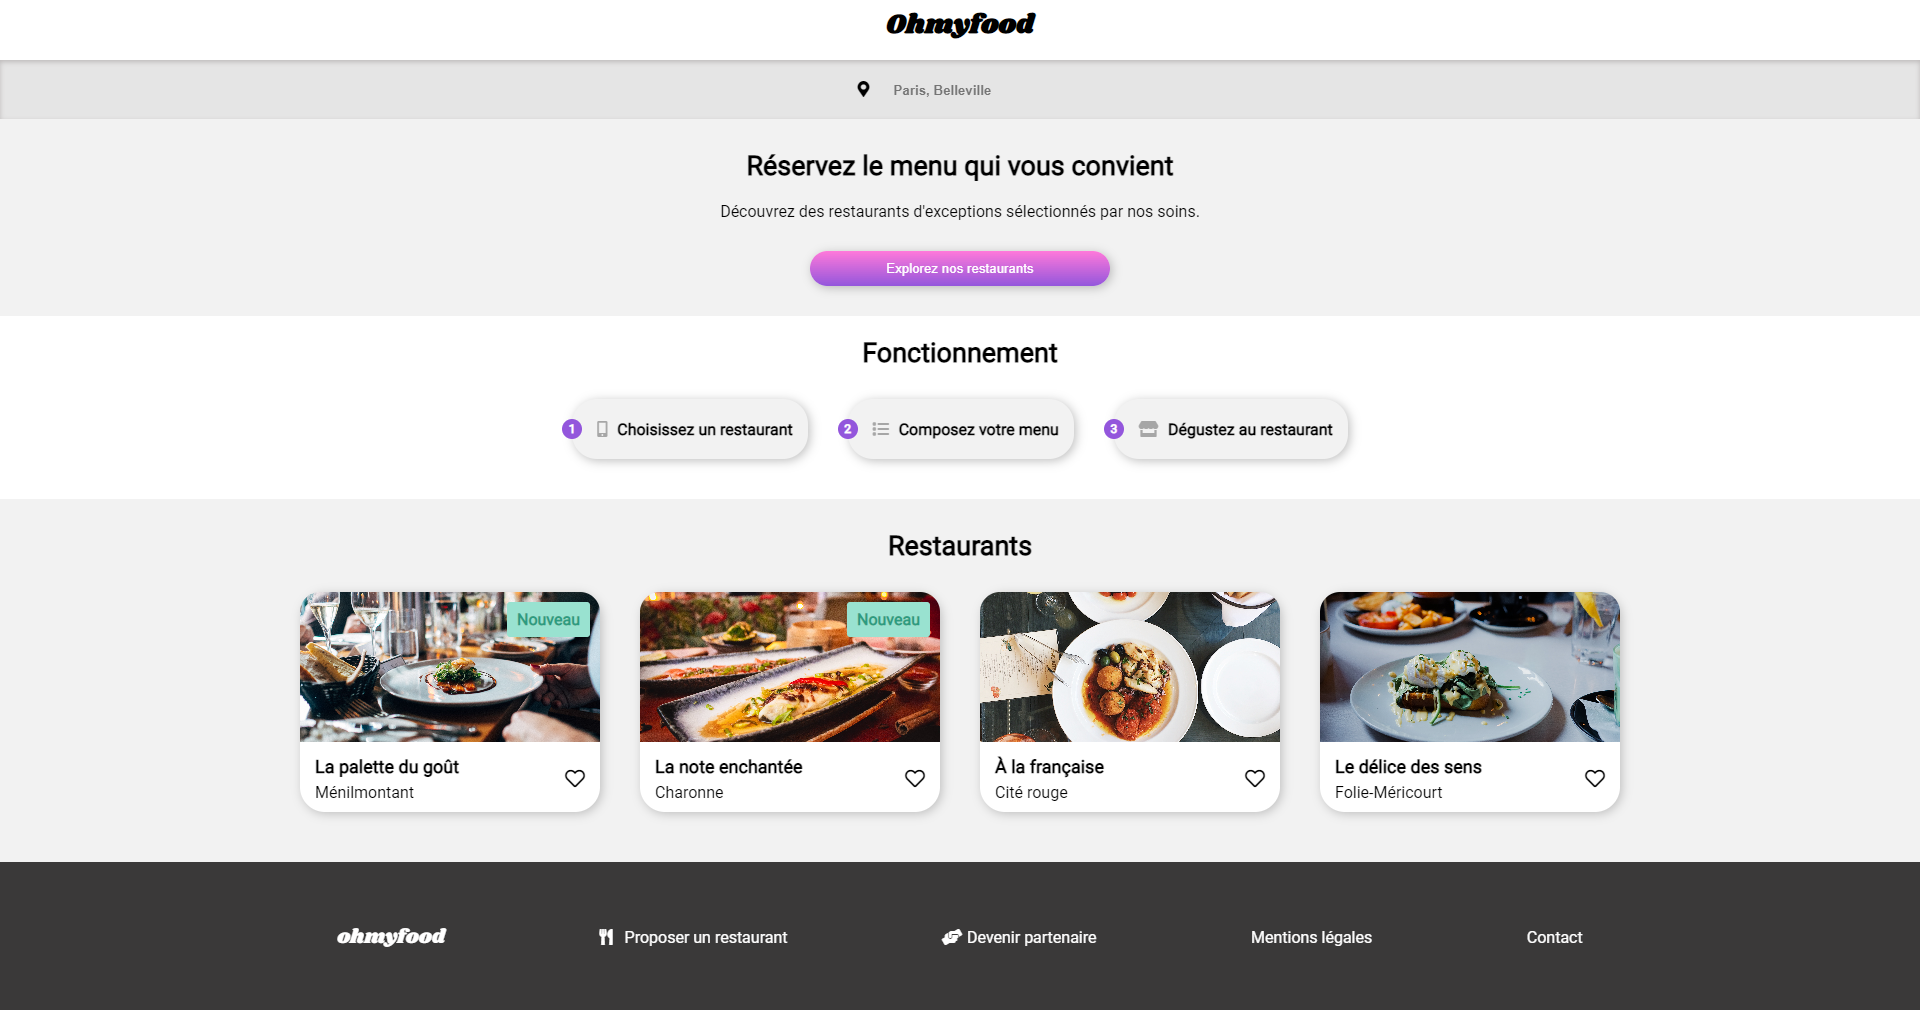 Ohmyfood
Paris, Belleville
Réservez le menu qui vous convient
Découvrez des restaurants d'exceptions sélectionnés par nos soins.
Explorez nos restaurants
Fonctionnement
1 Choisissez un restaurant
2 Composez votre menu
3 Dégustez au restaurant
Restaurants
Nouveau
La palette du goût
Ménilmontant
Nouveau
La note enchantée
Charonne
À la française
Cité rouge
Le délice des sens
Folie-Méricourt
ohmyfood
Proposer un restaurant
Devenir partenaire
Mentions légales
Contact